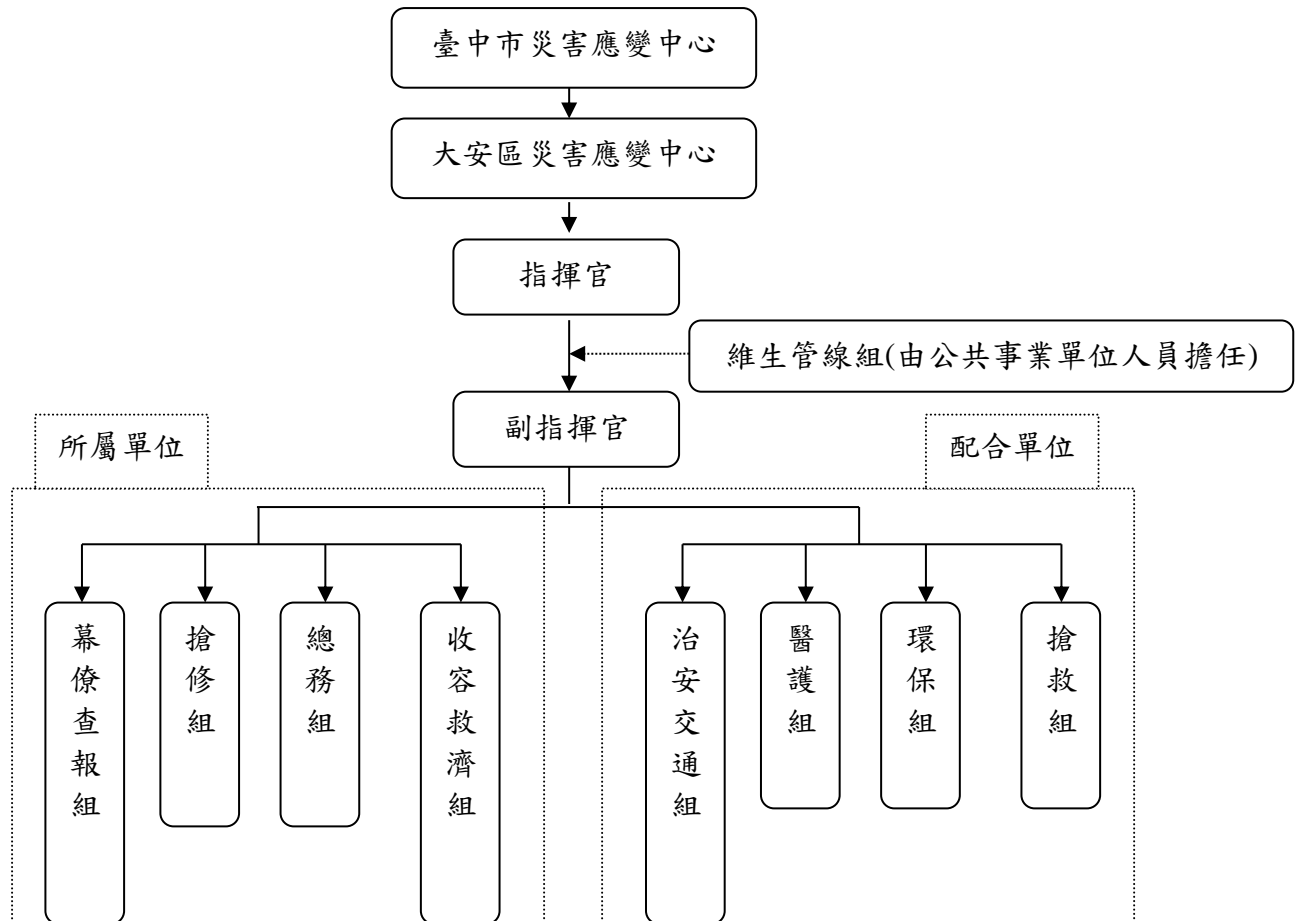 臺中市災害應變中心
大安區災害應變中心
指揮官
維生管線組(由公共事業單位人員擔任)
副指揮官
所屬單位
配合單位
幕僚查報組
搶修組
總務組
收容救濟組
治安交通組
醫護組
環保組
搶救組